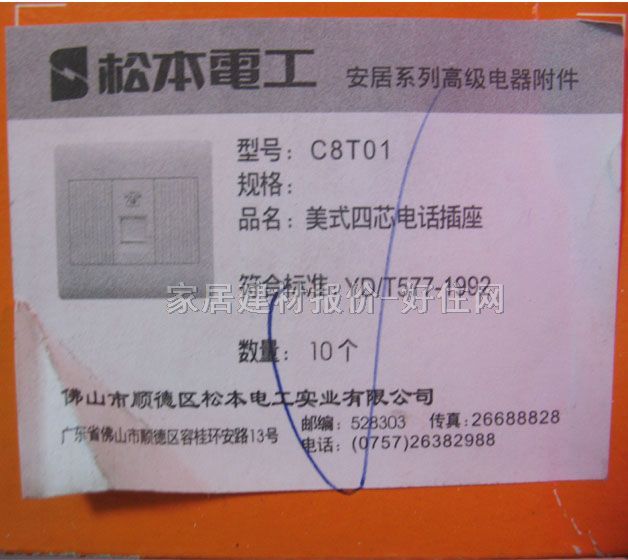 松本電工 安居系列高级电器附件
型号：C8T01
规格：
品名：美式四芯电话插座
符合标准：YD/T577-1992
家居建材报价-好住网
数量：10个
佛山市顺德区松本电工实业有限公司
广东省佛山市顺德区容桂环安路13号
邮编：528303 传真：26688828
电话：(0757)26382988